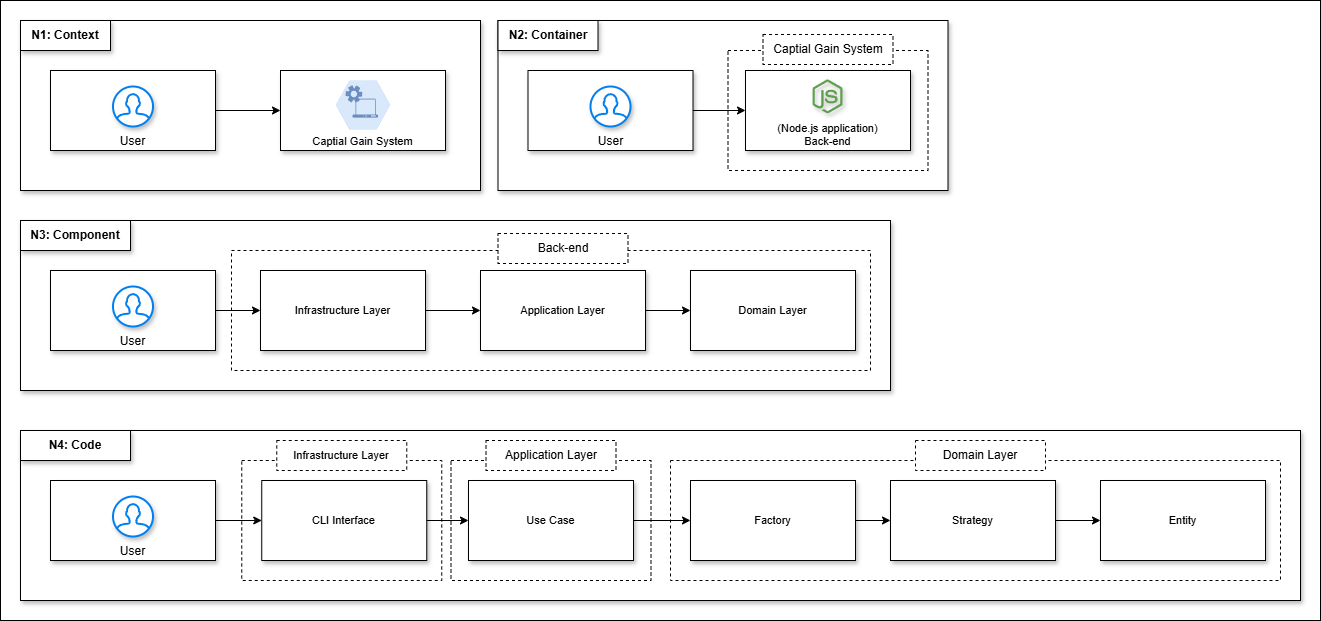 N1: Context
User
Captial Gain System
N2: Container
Captial Gain System
User
JS
(Node.js application)
Back-end
N3: Component
Back-end
User
Infrastructure Layer
Application Layer
Domain Layer
N4: Code
Infrastructure Layer
Application Layer
Domain Layer
User
CLI Interface
Use Case
Factory
Strategy
Entity